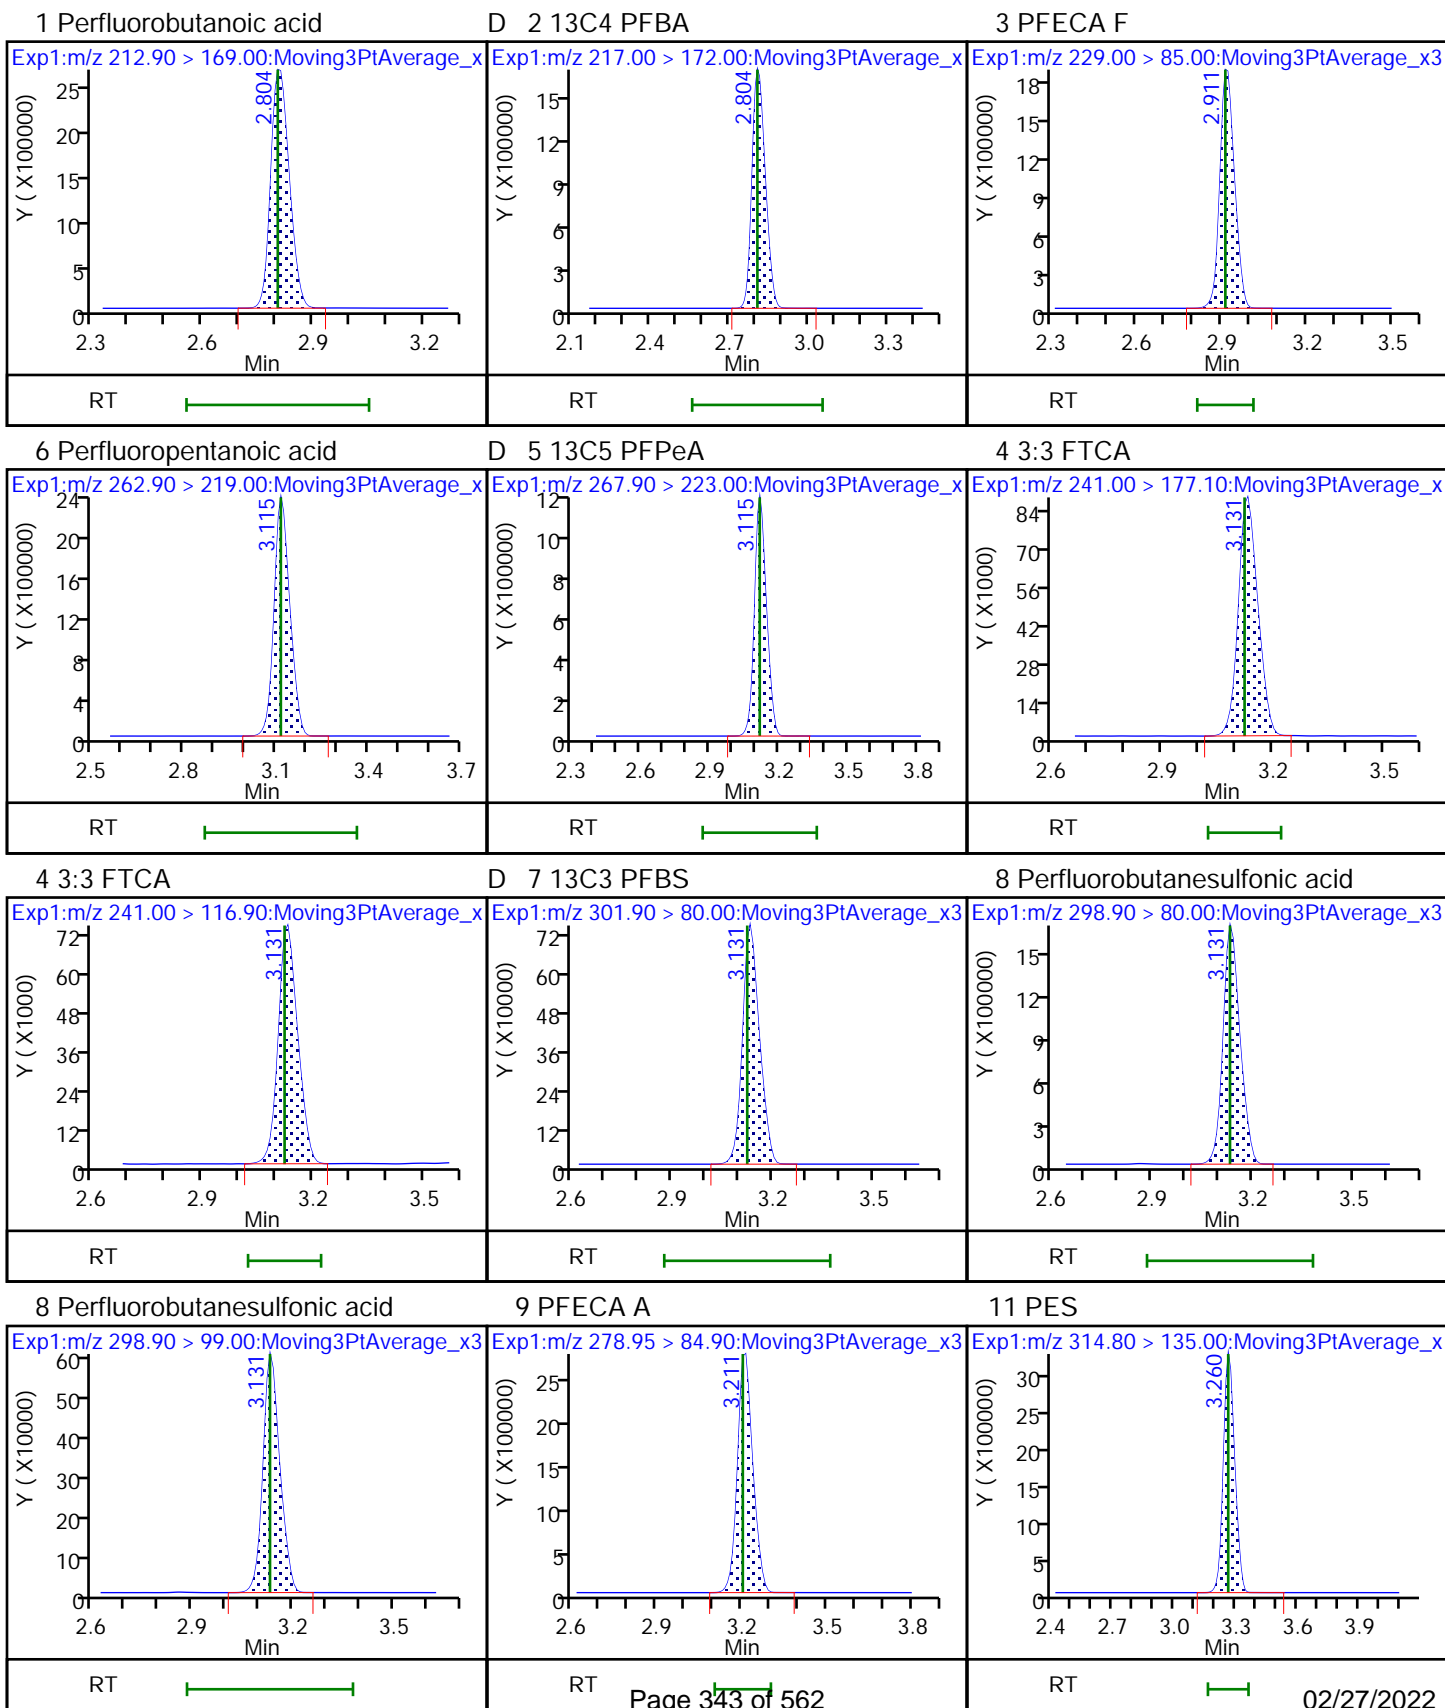 1 Perfluorobutanoic acid
D 2 13C4 PFBA
3 PFECA F
Exp1:m/z 212.90 > 169.00:Moving3PtAverage_x
Exp1:m/z 217.00 > 172.00:Moving3PtAverage_x
Exp1:m/z 229.00 > 85.00:Moving3PtAverage_x3
Y ( X100000)
25
20
15
10
5
0
2.804
2.3 2.6 2.9 3.2
Min
RT
Y ( X100000)
15
12
9
6
3
0
2.804
2.1 2.4 2.7 3.0 3.3
Min
RT
Y ( X100000)
18
15
12
9
6
3
0
2.911
2.3 2.6 2.9 3.2 3.5
Min
RT
6 Perfluoropentanoic acid
D 5 13C5 PFPeA
4 3:3 FTCA
Exp1:m/z 262.90 > 219.00:Moving3PtAverage_x
Exp1:m/z 267.90 > 223.00:Moving3PtAverage_x
Exp1:m/z 241.00 > 177.10:Moving3PtAverage_x
Y ( X100000)
24
20
16
12
8
4
0
3.115
2.5 2.8 3.1 3.4 3.7
Min
RT
Y ( X100000)
12
10
8
6
4
2
0
3.115
2.3 2.6 2.9 3.2 3.5 3.8
Min
RT
Y ( X1000)
84
70
56
42
28
14
0
3.131
2.6 2.9 3.2 3.5
Min
RT
4 3:3 FTCA
D 7 13C3 PFBS
8 Perfluorobutanesulfonic acid
Exp1:m/z 241.00 > 116.90:Moving3PtAverage_x
Exp1:m/z 301.90 > 80.00:Moving3PtAverage_x3
Exp1:m/z 298.90 > 80.00:Moving3PtAverage_x3
Y ( X1000)
72
60
48
36
24
12
0
3.131
2.6 2.9 3.2 3.5
Min
RT
Y ( X10000)
72
60
48
36
24
12
0
3.131
2.6 2.9 3.2 3.5
Min
RT
Y ( X100000)
15
12
9
6
3
0
3.131
2.6 2.9 3.2 3.5
Min
RT
8 Perfluorobutanesulfonic acid
9 PFECA A
11 PES
Exp1:m/z 298.90 > 99.00:Moving3PtAverage_x3
Exp1:m/z 278.95 > 84.90:Moving3PtAverage_x3
Exp1:m/z 314.80 > 135.00:Moving3PtAverage_x
Y ( X10000)
60
50
40
30
20
10
0
3.131
2.6 2.9 3.2 3.5
Min
RT
Y ( X100000)
25
20
15
10
5
0
3.211
2.6 2.9 3.2 3.5 3.8
Min
RT
Y ( X100000)
30
25
20
15
10
5
0
3.260
2.4 2.7 3.0 3.3 3.6 3.9
Min
RT
Page 343 of 562
02/27/2022